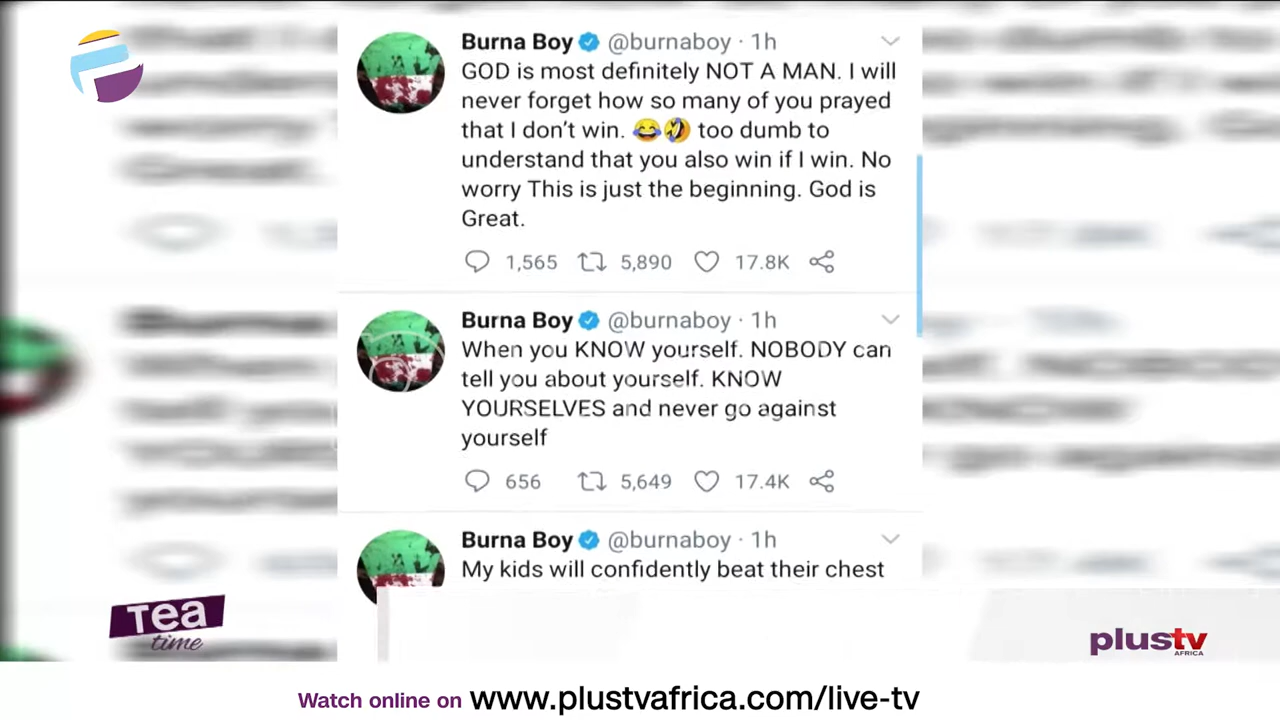 Burna Boy @burnaboy · 1h
GOD is most definitely NOT A MAN. I will
never forget how so many of you prayed
that I don't win. 😂🤣 too dumb to
understand that you also win if I win. No
worry This is just the beginning. God is
Great.
1,565 5,890 17.8K
Burna Boy @burnaboy · 1h
When you KNOW yourself. NOBODY can
tell you about yourself. KNOW
YOURSELVES and never go against
yourself
656 5,649 17.4K
Burna Boy @burnaboy · 1h
My kids will confidently beat their chest
Tea
time
plustv
AFRICA
Watch online on www.plustvafrica.com/live-tv